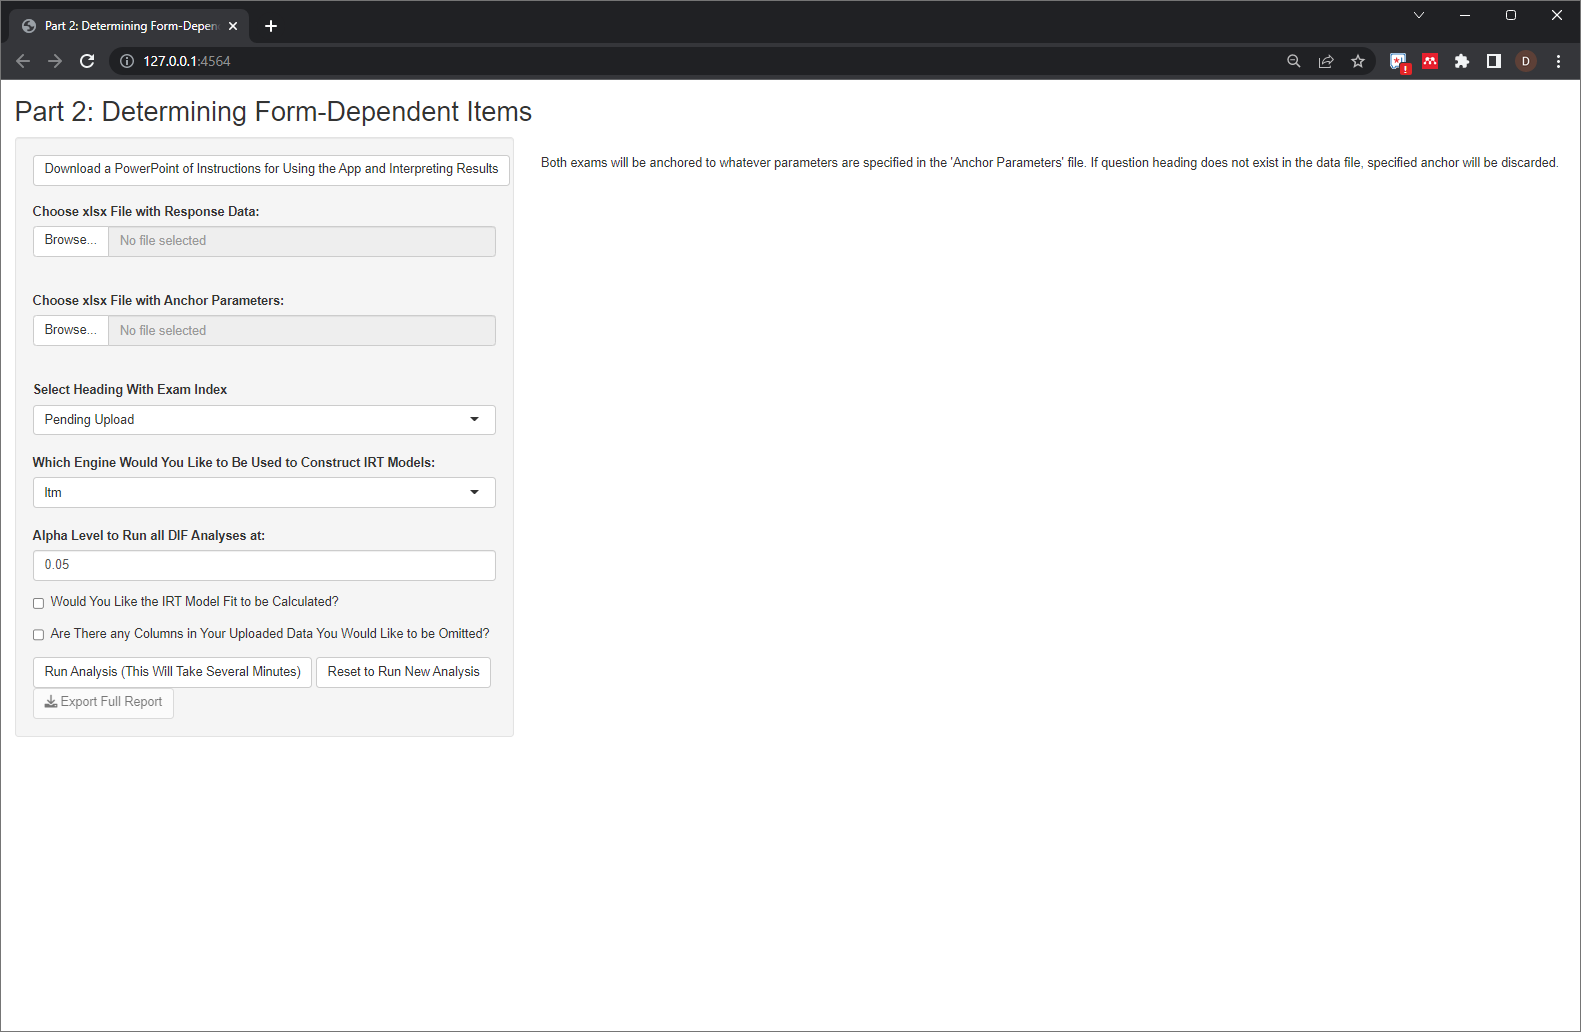 Part 2: Determining Form-Depen
127.0.0.1:4564
D
Part 2: Determining Form-Dependent Items
Download a PowerPoint of Instructions for Using the App and Interpreting Results
Both exams will be anchored to whatever parameters are specified in the 'Anchor Parameters' file. If question heading does not exist in the data file, specified anchor will be discarded.
Choose xlsx File with Response Data:
Browse... No file selected
Choose xlsx File with Anchor Parameters:
Browse... No file selected
Select Heading With Exam Index
Pending Upload
Which Engine Would You Like to Be Used to Construct IRT Models:
ltm
Alpha Level to Run all DIF Analyses at:
0.05
Would You Like the IRT Model Fit to be Calculated?
Are There any Columns in Your Uploaded Data You Would Like to be Omitted?
Run Analysis (This Will Take Several Minutes) Reset to Run New Analysis
Export Full Report